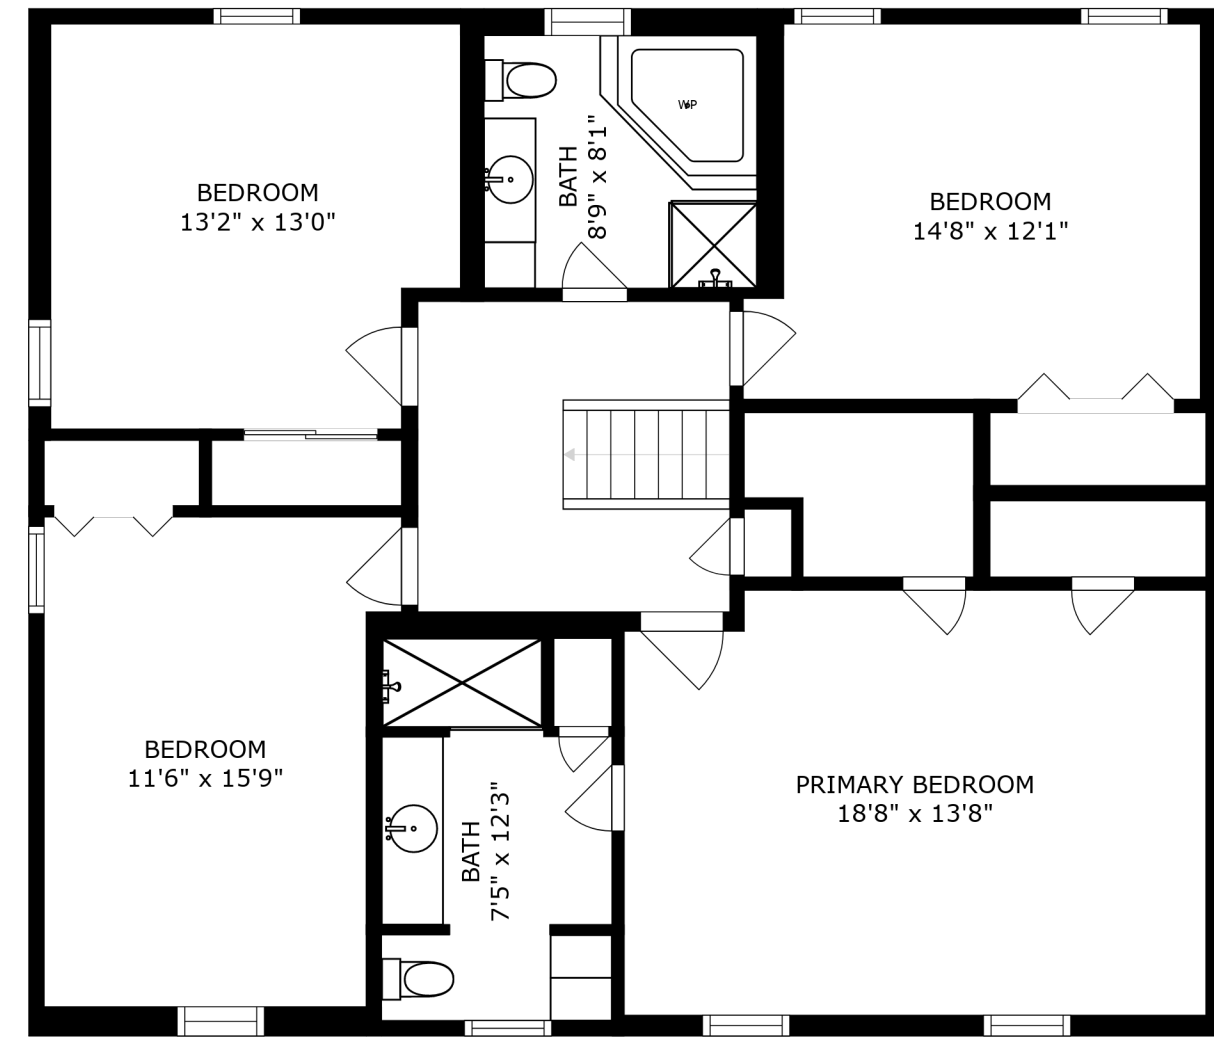 BEDROOM
13'2" x 13'0"
BATH
8'9" x 8'1"
WP
BEDROOM
14'8" x 12'1"
BEDROOM
11'6" x 15'9"
BATH
7'5" x 12'3"
PRIMARY BEDROOM
18'8" x 13'8"